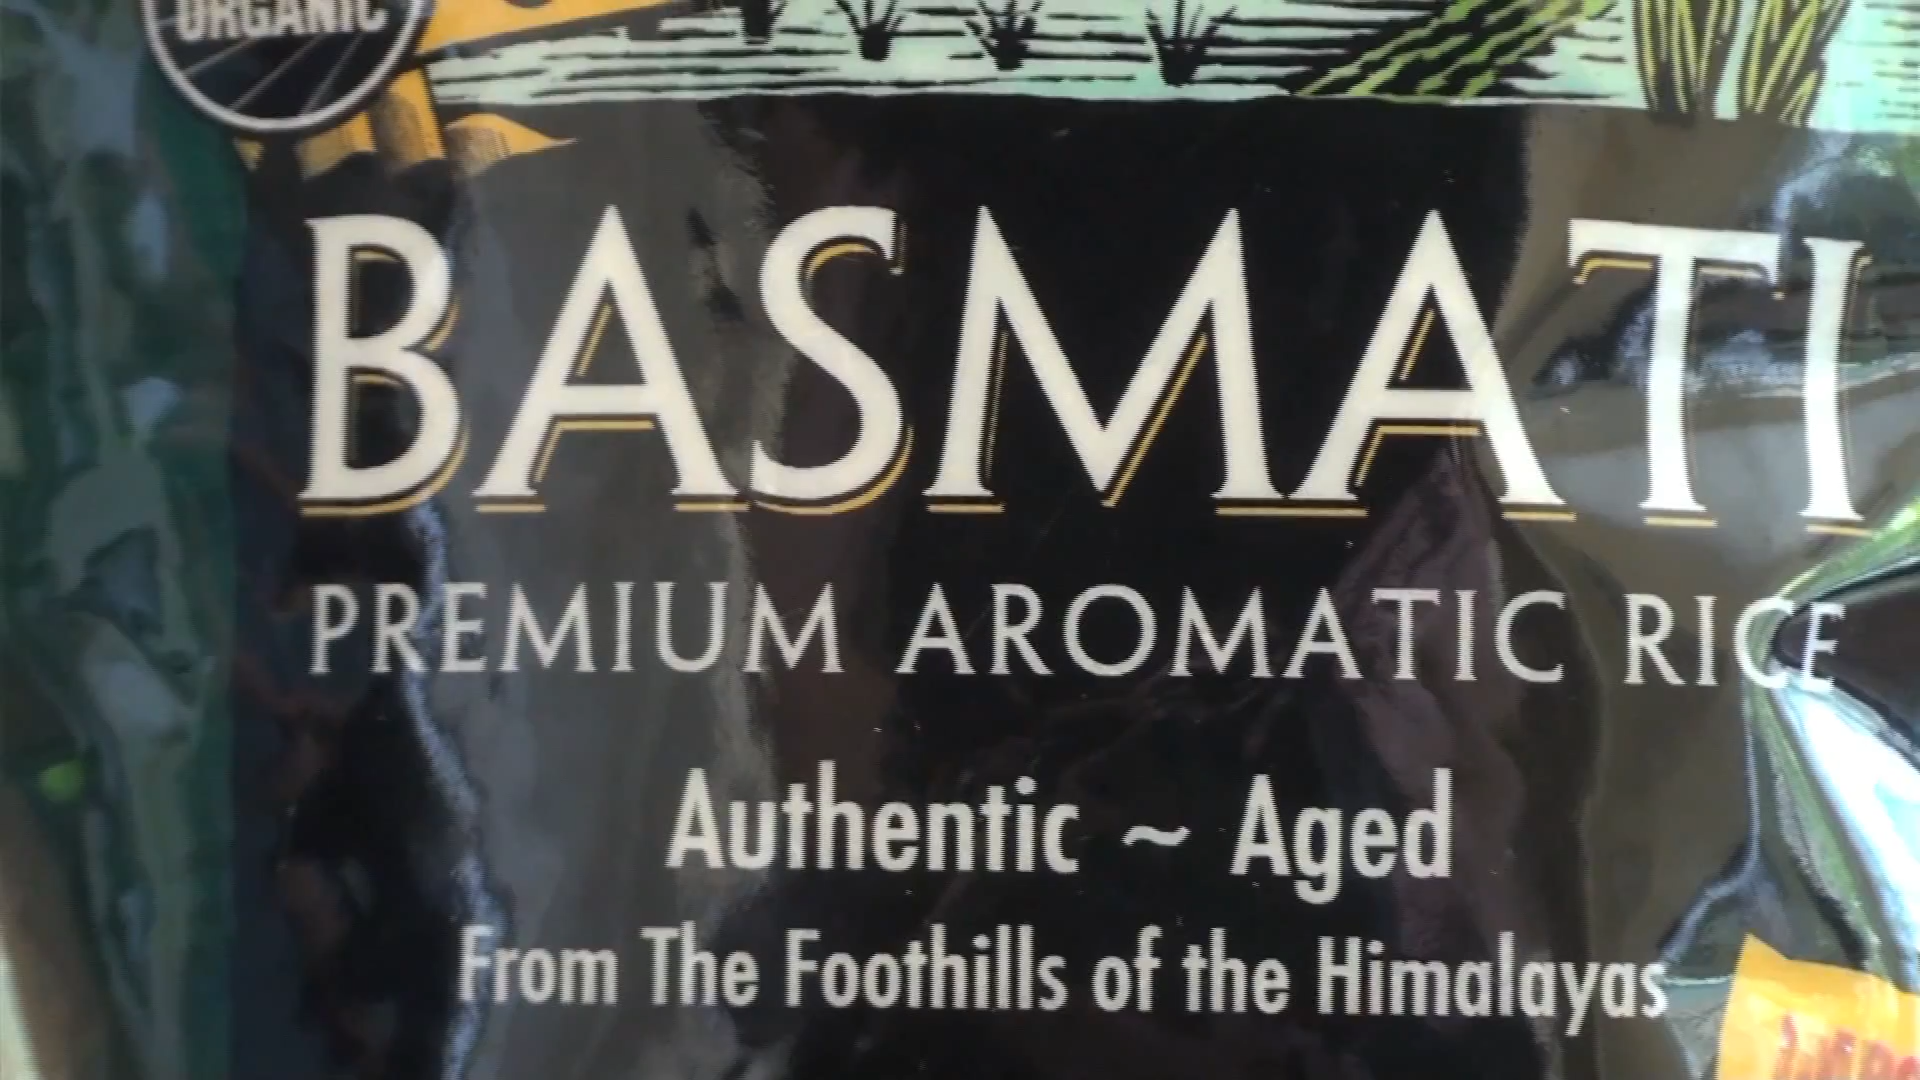 ORGANIC
BASMATI
PREMIUM AROMATIC RICE
Authentic ~ Aged
From The Foothills of the Himalayas